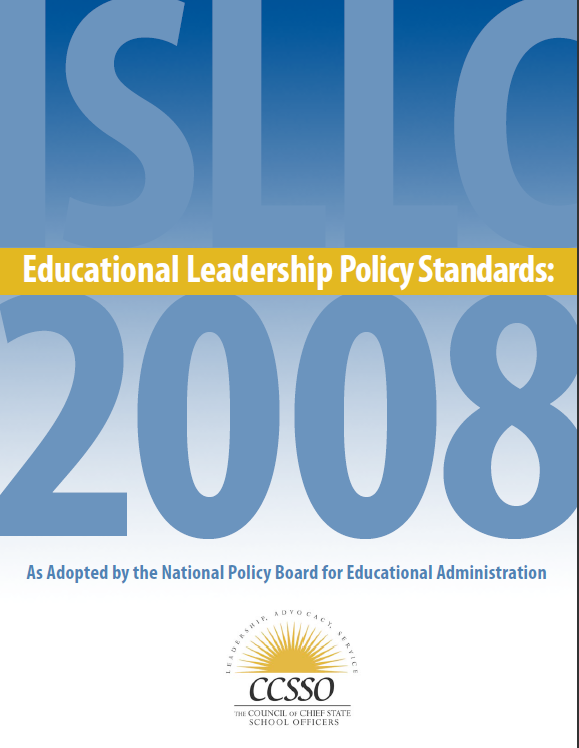 ISLLC
Educational Leadership Policy Standards:
2008
As Adopted by the National Policy Board for Educational Administration
LEADERSHIP, ADVOCACY, SERVICE
CCSSO
THE COUNCIL OF CHIEF STATE
SCHOOL OFFICERS